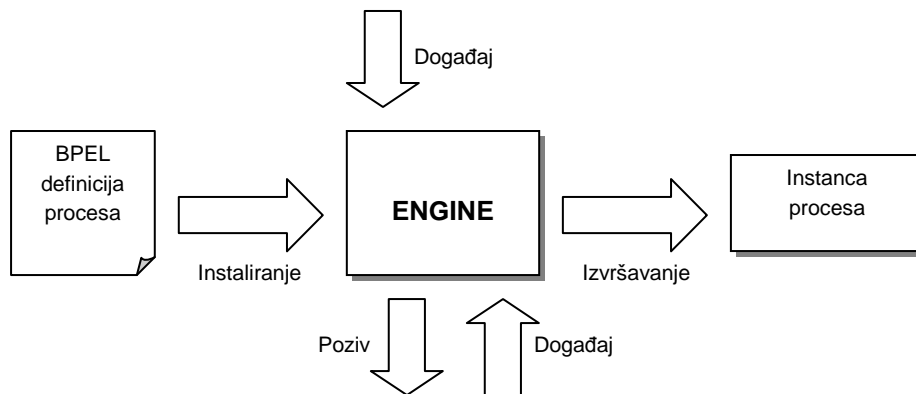 Događaj
BPEL
definicija
procesa
ENGINE
Instanca
procesa
Instaliranje
Izvršavanje
Poziv
Događaj